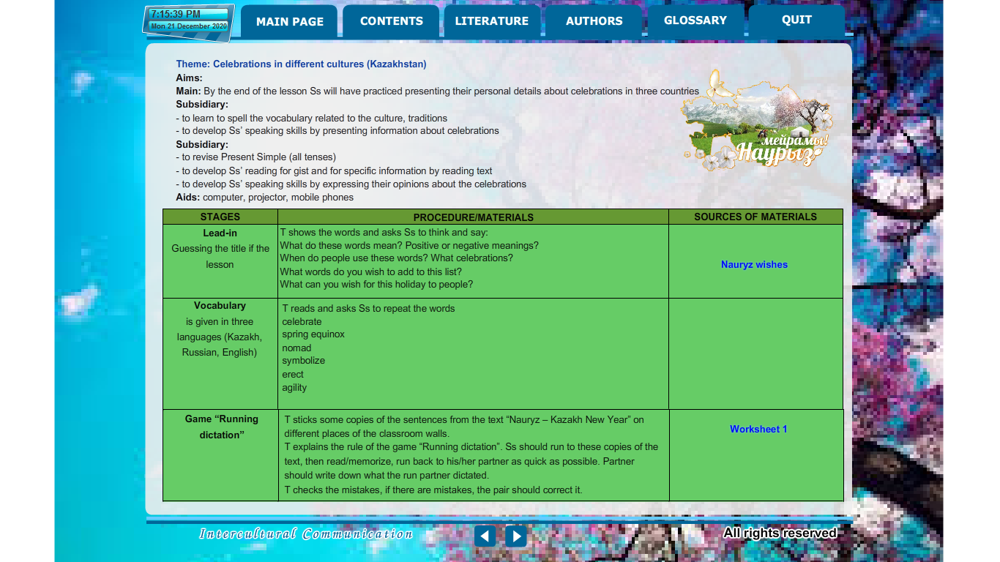 7:15:39 PM
Mon 21 December 2020
MAIN PAGE
CONTENTS
LITERATURE
AUTHORS
GLOSSARY
QUIT
Theme: Celebrations in different cultures (Kazakhstan)
Aims:
Main: By the end of the lesson Ss will have practiced presenting their personal details about celebrations in three countries
Subsidiary:
- to learn to spell the vocabulary related to the culture, traditions
- to develop Ss’ speaking skills by presenting information about celebrations
Subsidiary:
- to revise Present Simple (all tenses)
- to develop Ss’ reading for gist and for specific information by reading text
- to develop Ss’ speaking skills by expressing their opinions about the celebrations
Aids: computer, projector, mobile phones
мейрамы!
Наурыз
STAGES
PROCEDURE/MATERIALS
SOURCES OF MATERIALS
Lead-in
Guessing the title if the
lesson
T shows the words and asks Ss to think and say:
What do these words mean? Positive or negative meanings?
When do people use these words? What celebrations?
What words do you wish to add to this list?
What can you wish for this holiday to people?
Nauryz wishes
Vocabulary
is given in three
languages (Kazakh,
Russian, English)
T reads and asks Ss to repeat the words
celebrate
spring equinox
nomad
symbolize
erect
agility
Game “Running
dictation”
T sticks some copies of the sentences from the text “Nauryz – Kazakh New Year” on
different places of the classroom walls.
T explains the rule of the game “Running dictation”. Ss should run to these copies of the
text, then read/memorize, run back to his/her partner as quick as possible. Partner
should write down what the run partner dictated.
T checks the mistakes, if there are mistakes, the pair should correct it.
Worksheet 1
Intercultural Communication
All rights reserved